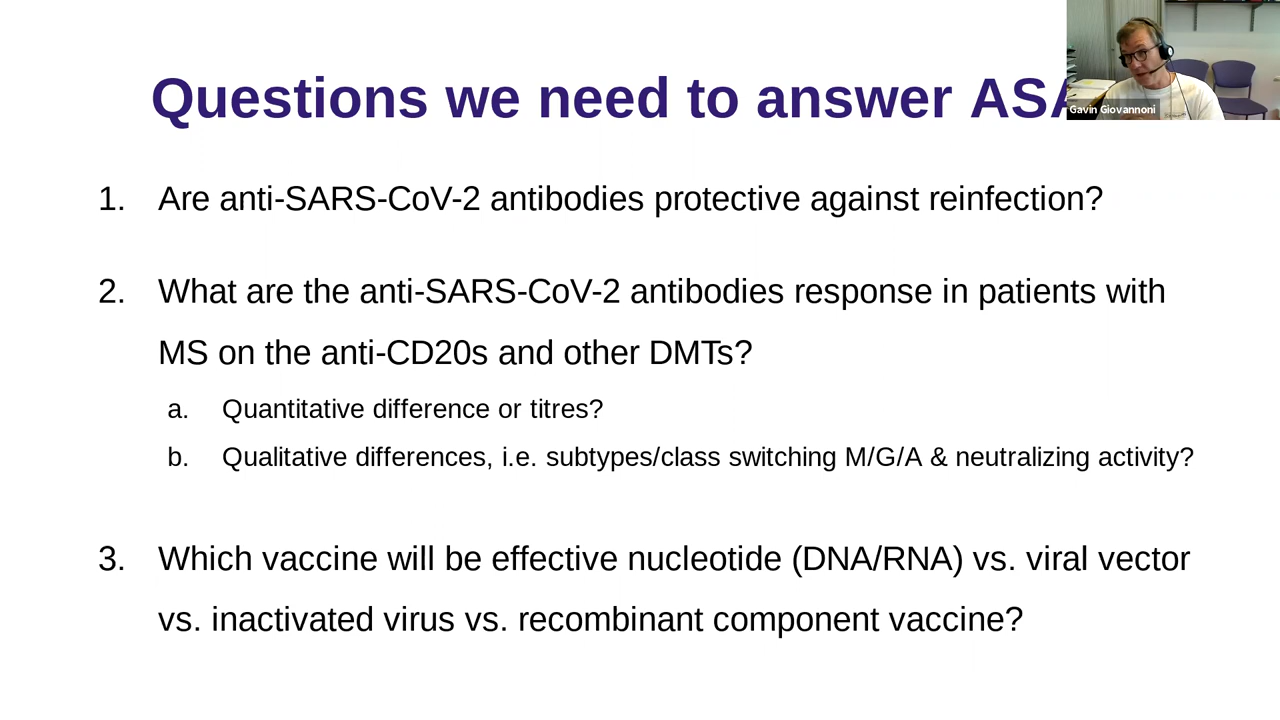 Questions we need to answer
Gavin Giovannoni
1. Are anti-SARS-CoV-2 antibodies protective against reinfection?
2. What are the anti-SARS-CoV-2 antibodies response in patients with
MS on the anti-CD20s and other DMTs?
a. Quantitative difference or titres?
b. Qualitative differences, i.e. subtypes/class switching M/G/A & neutralizing activity?
3. Which vaccine will be effective nucleotide (DNA/RNA) vs. viral vector
vs. inactivated virus vs. recombinant component vaccine?